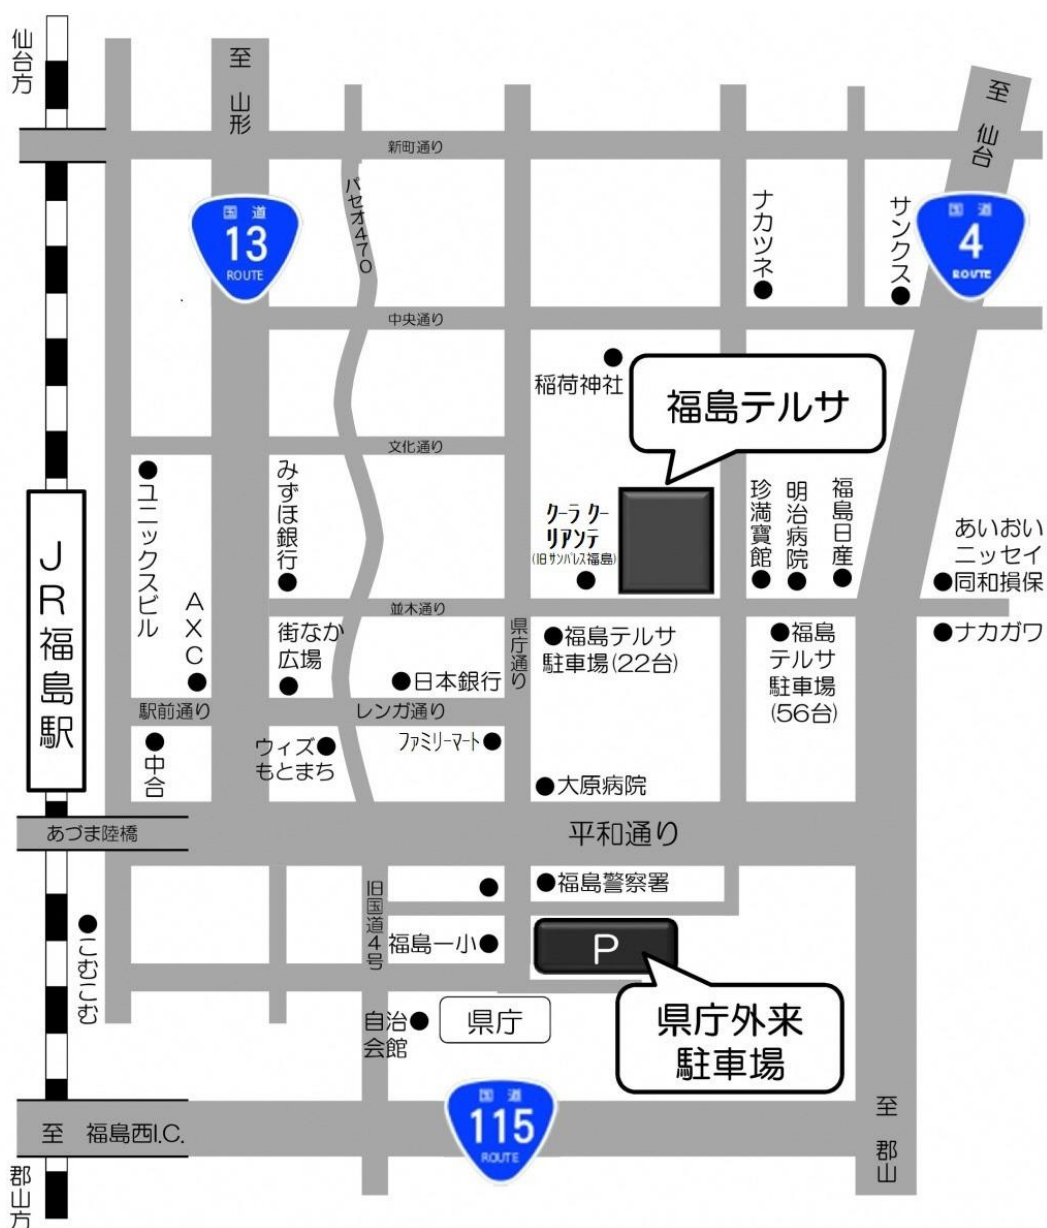 仙台方
至 山形
至 仙台
新町通り
パセオ470
国道
13
ROUTE
ナカツネ
サンクス
国道
4
ROUTE
中央通り
稲荷神社
福島テルサ
文化通り
ユニックスビル
みずほ銀行
クーラ クー
リアンテ
(旧サンパレス福島)
珍満賓館
明治病院
福島日産
あいおい
ニッセイ
同和損保
JR福島駅
AXC
並木通り
街なか
広場
県庁通り
福島テルサ
駐車場(22台)
福島
テルサ
駐車場
(56台)
ナカガワ
日本銀行
駅前通り
レンガ通り
中合
ウィズ
もとまち
ファミリーマート
大原病院
あづま陸橋
平和通り
旧国道4号
福島警察署
こむこむ
福島一小
P
自治
会館
県庁
県庁外来
駐車場
国道
115
ROUTE
至 福島西I.C.
至 郡山
郡山方